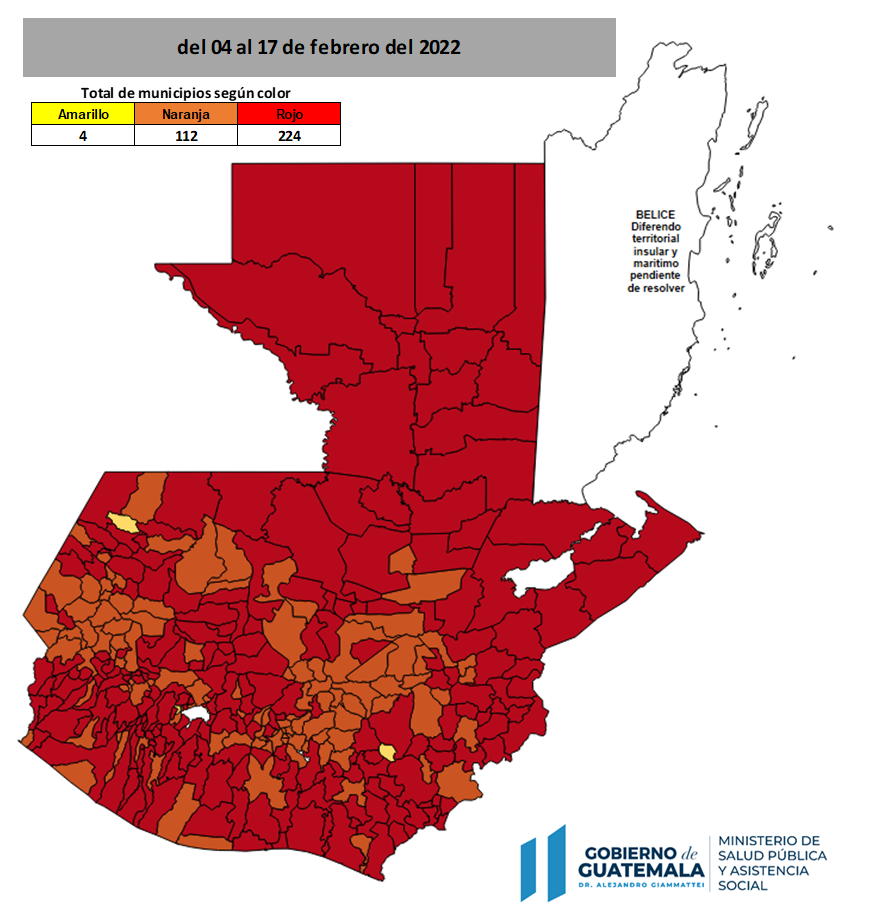 del 04 al 17 de febrero del 2022
Total de municipios según color
Amarillo Naranja Rojo
4 112 224
BELICE
Diferendo
territorial
insular y
marítimo
pendiente
de resolver
GOBIERNO de
GUATEMALA
DR. ALEJANDRO GIAMMATTEI
MINISTERIO DE
SALUD PÚBLICA
Y ASISTENCIA
SOCIAL